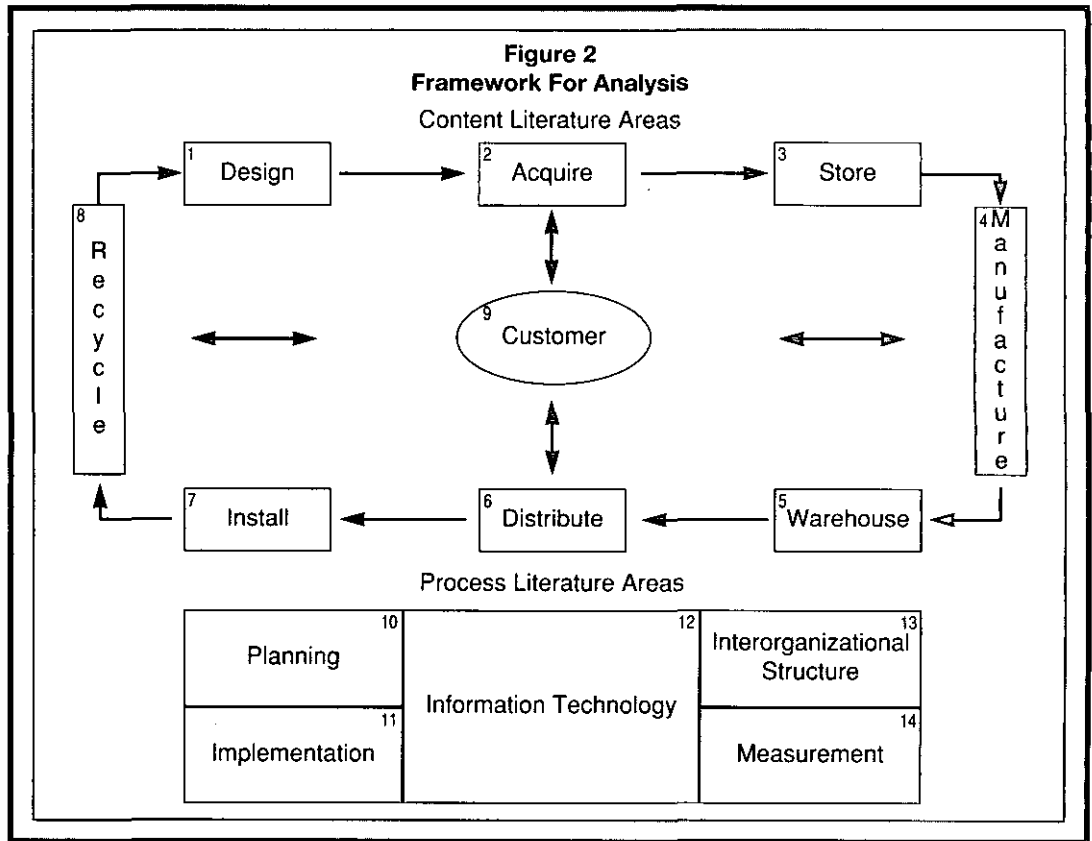 Figure 2
Framework For Analysis
Content Literature Areas
1 Design
2 Acquire
3 Store
8 Recycle
4 Manufacture
9 Customer
7 Install
6 Distribute
5 Warehouse
Process Literature Areas
10
Planning
12
Information Technology
13
Interorganizational
Structure
11
Implementation
14
Measurement